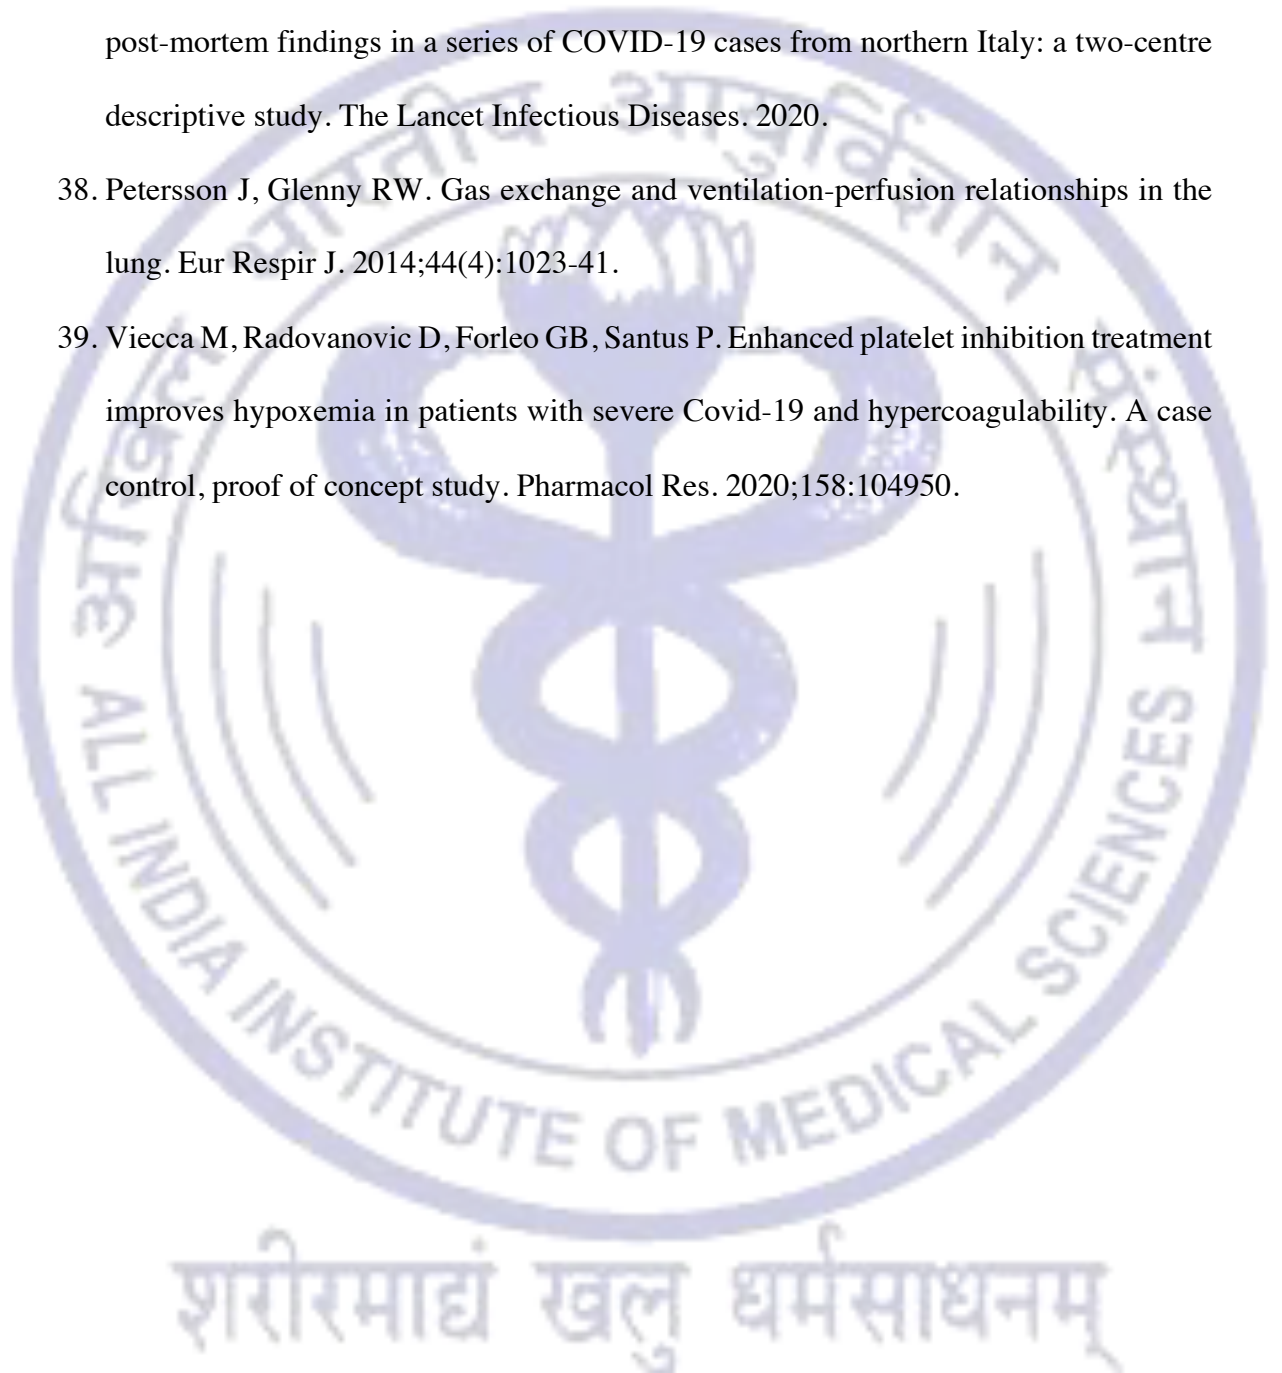 post-mortem findings in a series of COVID-19 cases from northern Italy: a two-centre
descriptive study. The Lancet Infectious Diseases. 2020.
38. Petersson J, Glenny RW. Gas exchange and ventilation-perfusion relationships in the
lung. Eur Respir J. 2014;44(4):1023-41.
39. Viecca M, Radovanovic D, Forleo GB, Santus P. Enhanced platelet inhibition treatment
improves hypoxemia in patients with severe Covid-19 and hypercoagulability. A case
control, proof of concept study. Pharmacol Res. 2020;158:104950.
अखिल भारतीय आयुर्विज्ञान संस्थान
ALL INDIA INSTITUTE OF MEDICAL SCIENCES
शरीरमाद्यं खलु धर्मसाधनम्